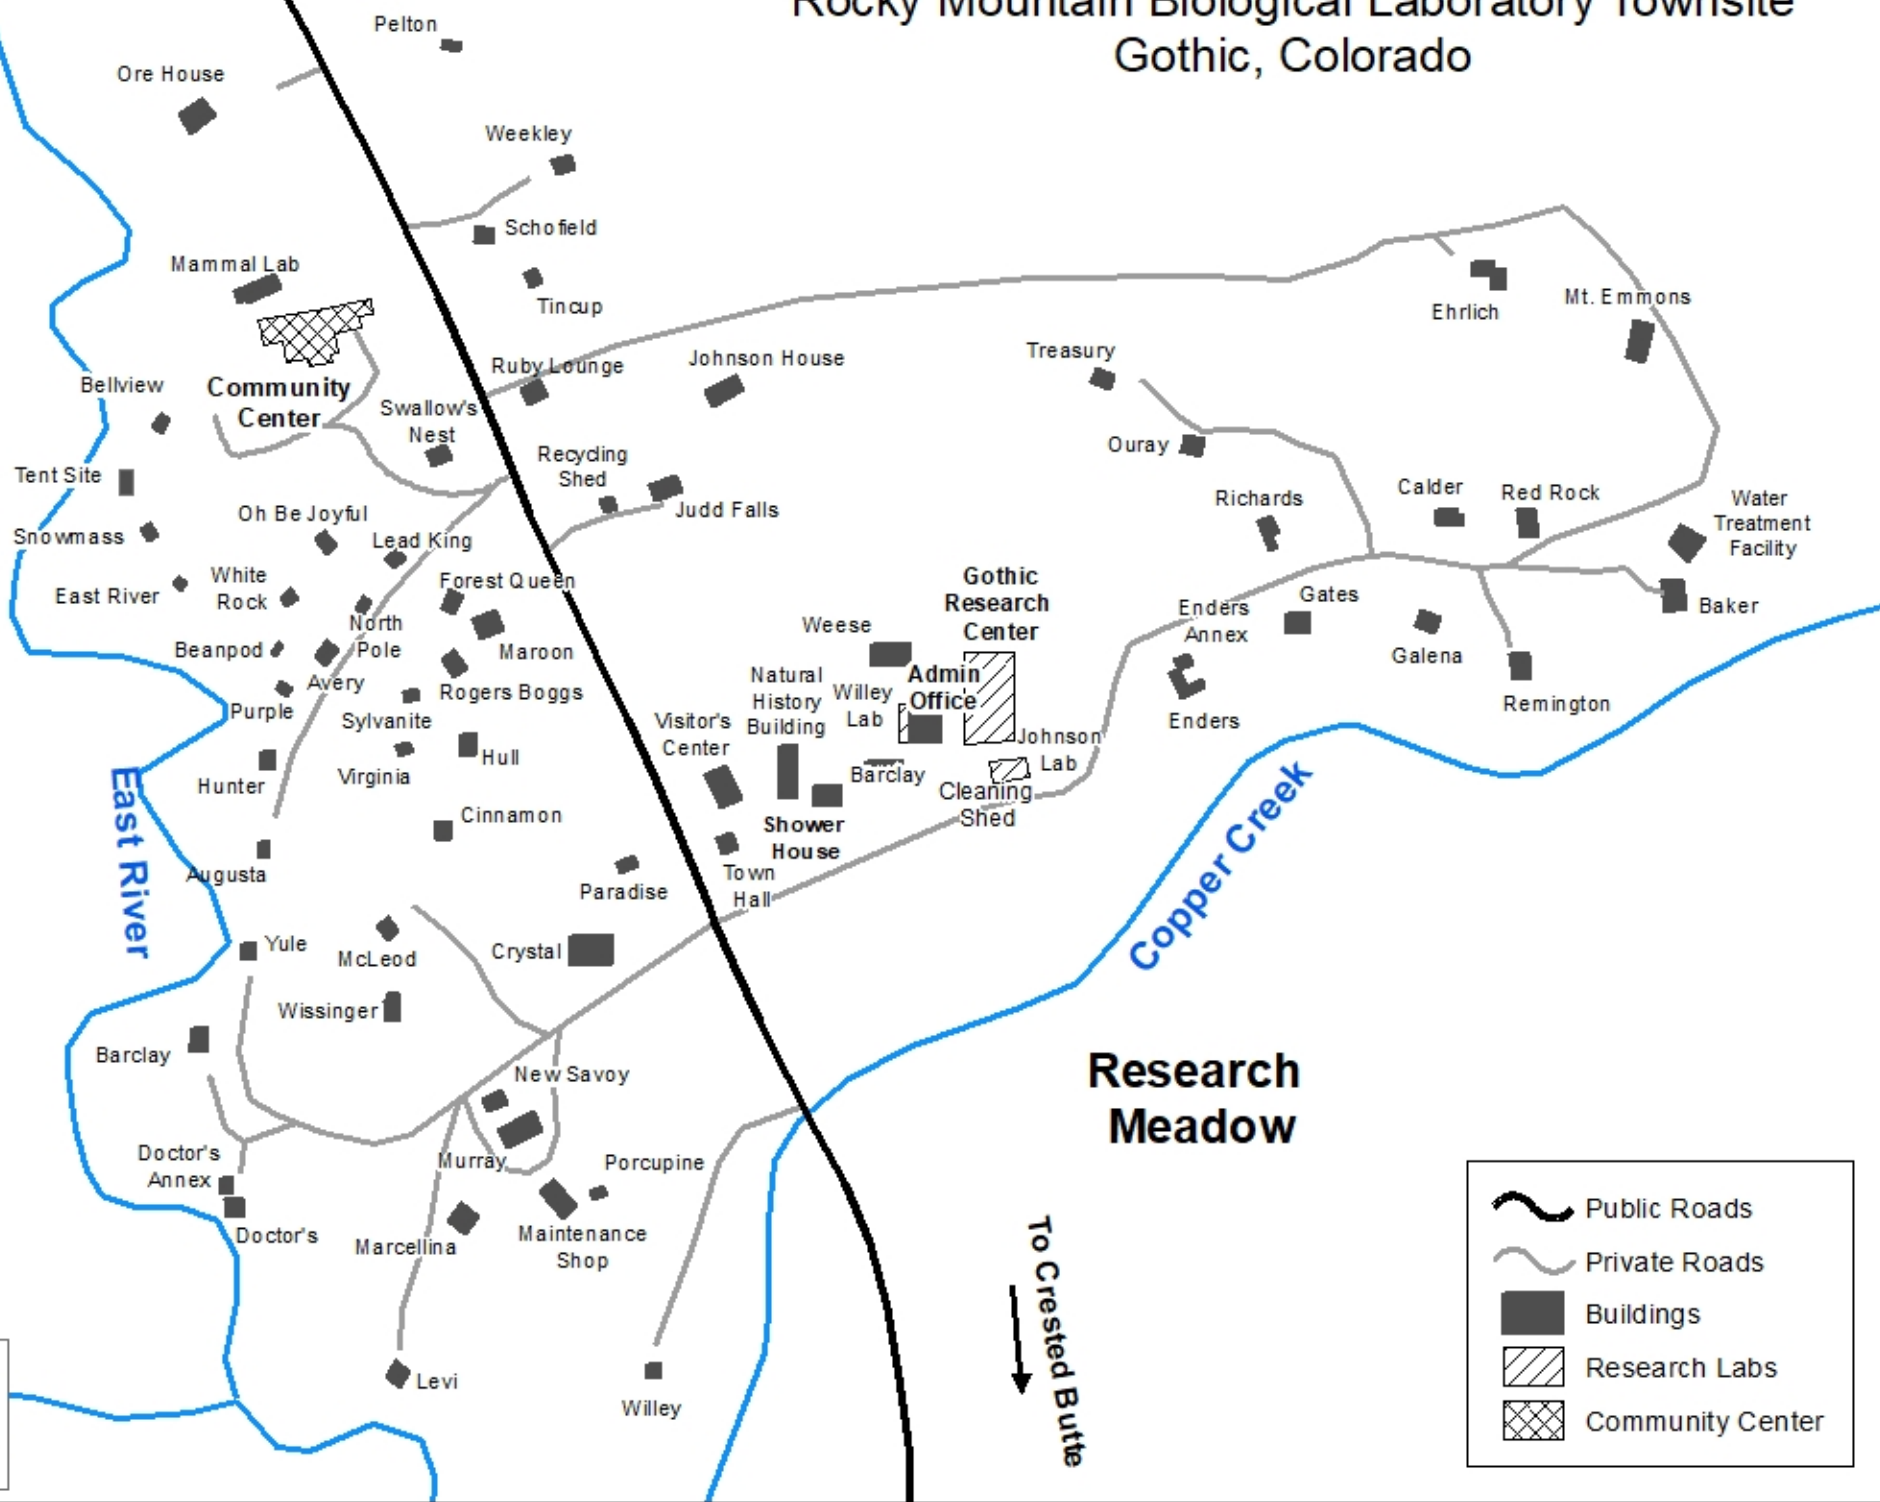 Rocky Mountain Biological Laboratory Townsite
Gothic, Colorado
Pelton
Ore House
Weekley
Schofield
Mammal Lab
Tincup
Ehrlich
Mt. Emmons
Ruby Lounge
Johnson House
Treasury
Bellview
Community
Center
Swallow's
Nest
Recycling
Shed
Ouray
Tent Site
Judd Falls
Richards
Calder
Red Rock
Water
Treatment
Facility
Oh Be Joyful
Snowmass
Lead King
White
Rock
East River
Forest Queen
Gothic
Research
Center
Enders
Annex
Gates
Baker
North
Pole
Weese
Beanpod
Maroon
Galena
Avery
Rogers Boggs
Natural
History
Building
Willey
Lab
Admin
Office
Remington
Purple
Sylvanite
Visitor's
Center
Enders
Johnson
Lab
Hunter
Virginia
Hull
Barclay
Cleaning
Shed
East River
Cinnamon
Shower
House
Copper Creek
Augusta
Paradise
Town
Hall
Yule
McLeod
Crystal
Wissinger
Barclay
New Savoy
Research
Meadow
Doctor's
Annex
Murray
Porcupine
Doctor's
Marcellina
Maintenance
Shop
To Crested Butte
Levi
Willey
Public Roads
Private Roads
Buildings
Research Labs
Community Center